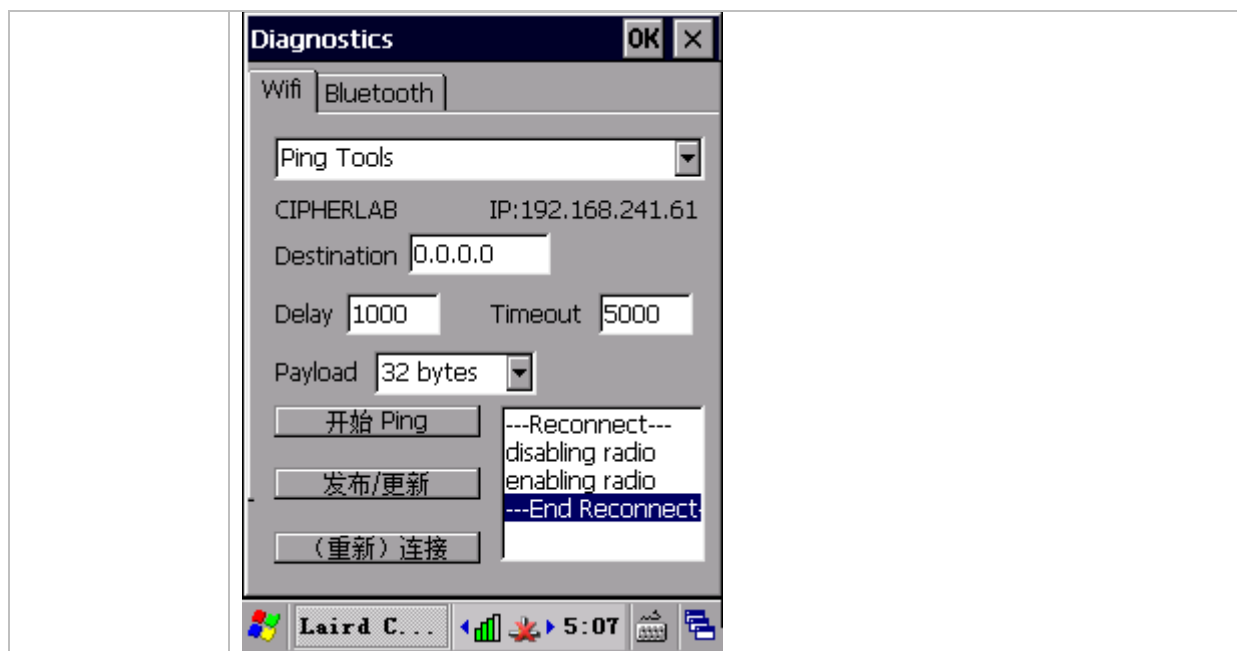 Diagnostics OK ×
Wifi Bluetooth
Ping Tools
CIPHERLAB IP:192.168.241.61
Destination 0.0.0.0
Delay 1000 Timeout 5000
Payload 32 bytes
开始 Ping
发布/更新
（重新）连接
---Reconnect---
disabling radio
enabling radio
---End Reconnect-
Laird C... 5:07